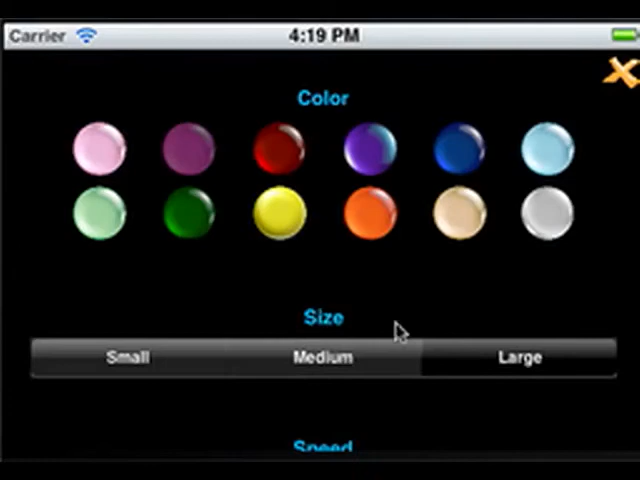 Carrier 4:19 PM
Color
Size
Small Medium Large
Speed